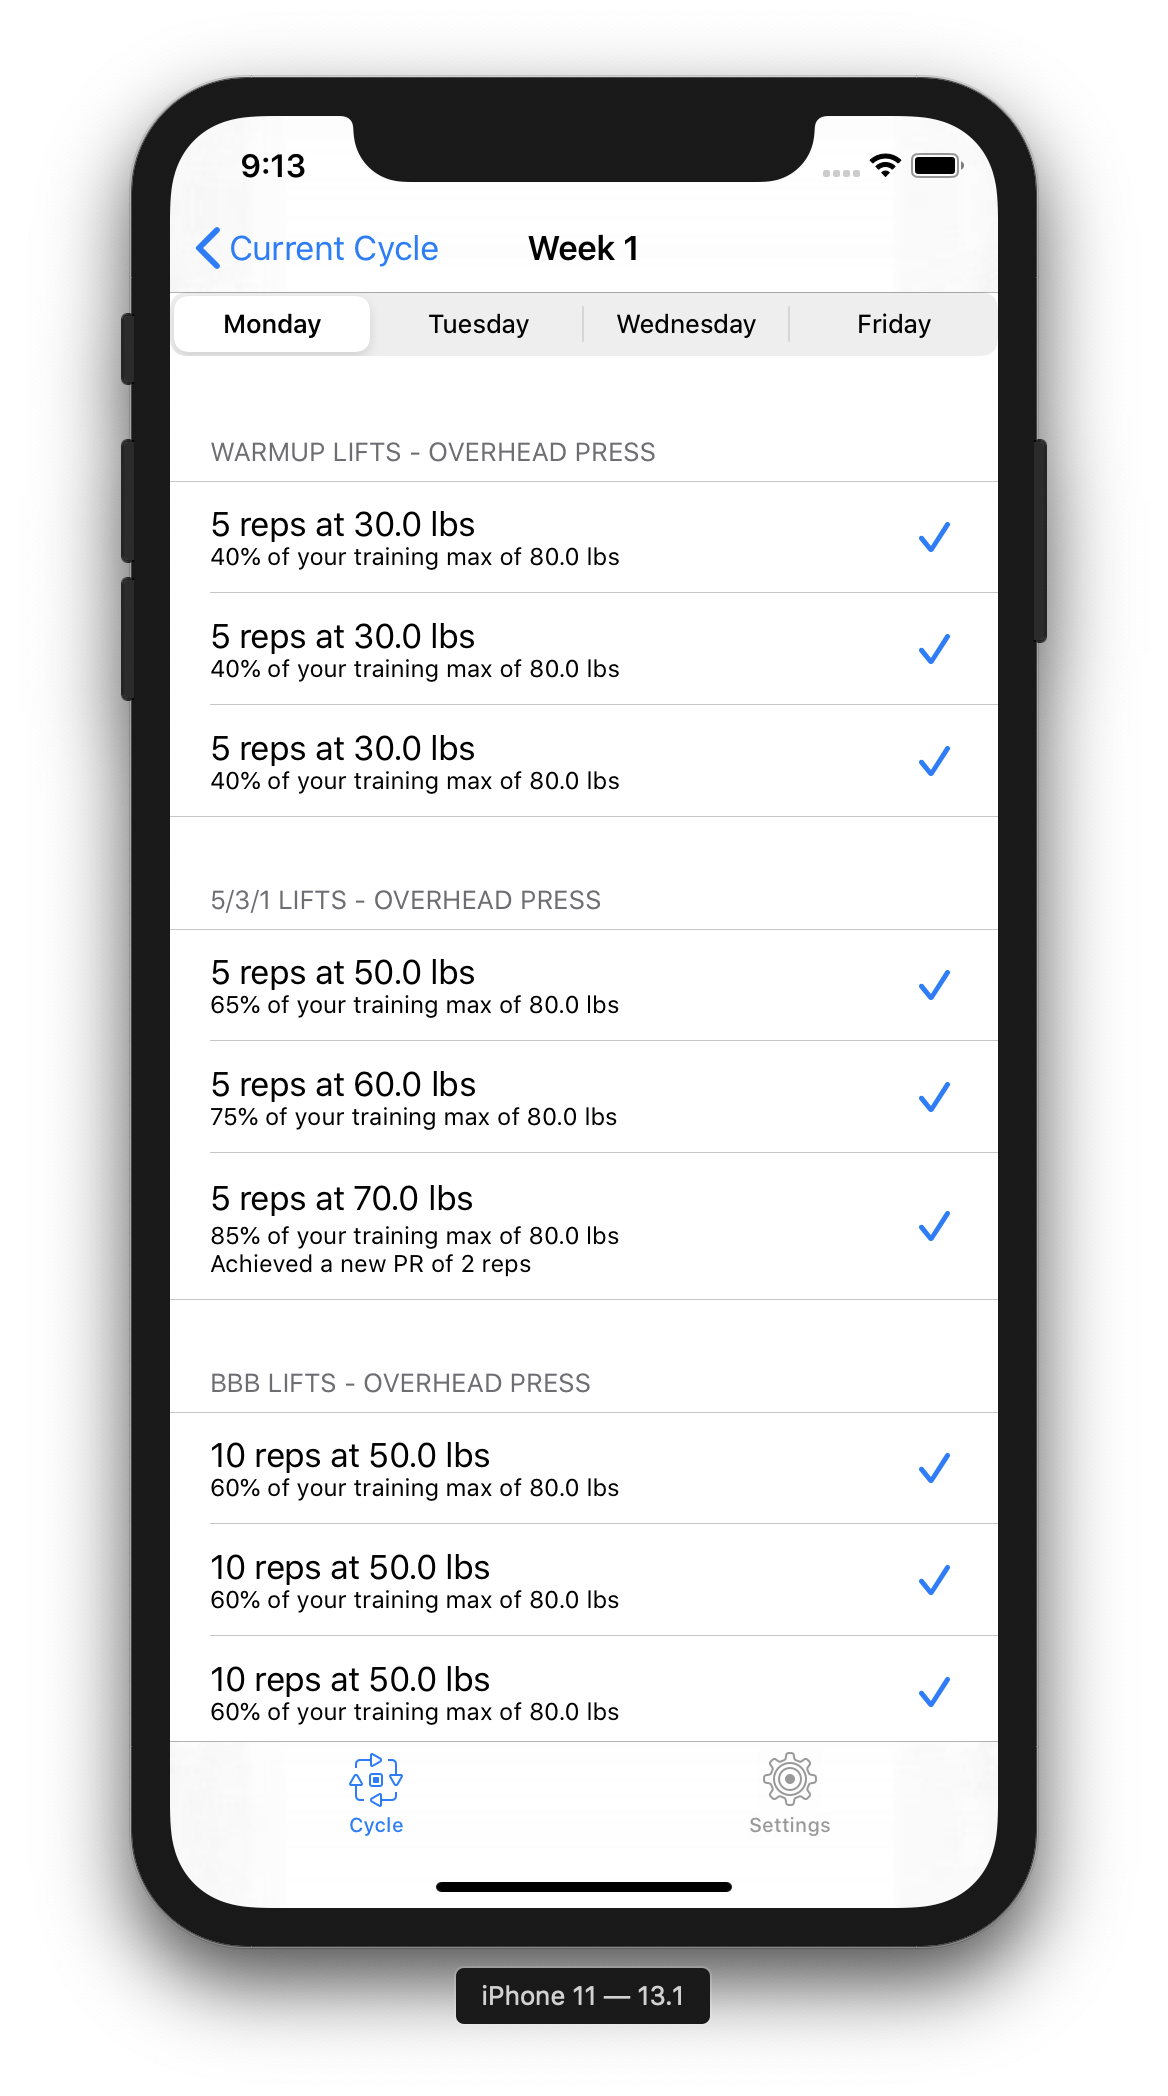 9:13
Current Cycle
Week 1
Monday
Tuesday
Wednesday
Friday
WARMUP LIFTS - OVERHEAD PRESS
5 reps at 30.0 lbs
40% of your training max of 80.0 lbs
5 reps at 30.0 lbs
40% of your training max of 80.0 lbs
5 reps at 30.0 lbs
40% of your training max of 80.0 lbs
5/3/1 LIFTS - OVERHEAD PRESS
5 reps at 50.0 lbs
65% of your training max of 80.0 lbs
5 reps at 60.0 lbs
75% of your training max of 80.0 lbs
5 reps at 70.0 lbs
85% of your training max of 80.0 lbs
Achieved a new PR of 2 reps
BBB LIFTS - OVERHEAD PRESS
10 reps at 50.0 lbs
60% of your training max of 80.0 lbs
10 reps at 50.0 lbs
60% of your training max of 80.0 lbs
10 reps at 50.0 lbs
60% of your training max of 80.0 lbs
Cycle
Settings
iPhone 11 — 13.1